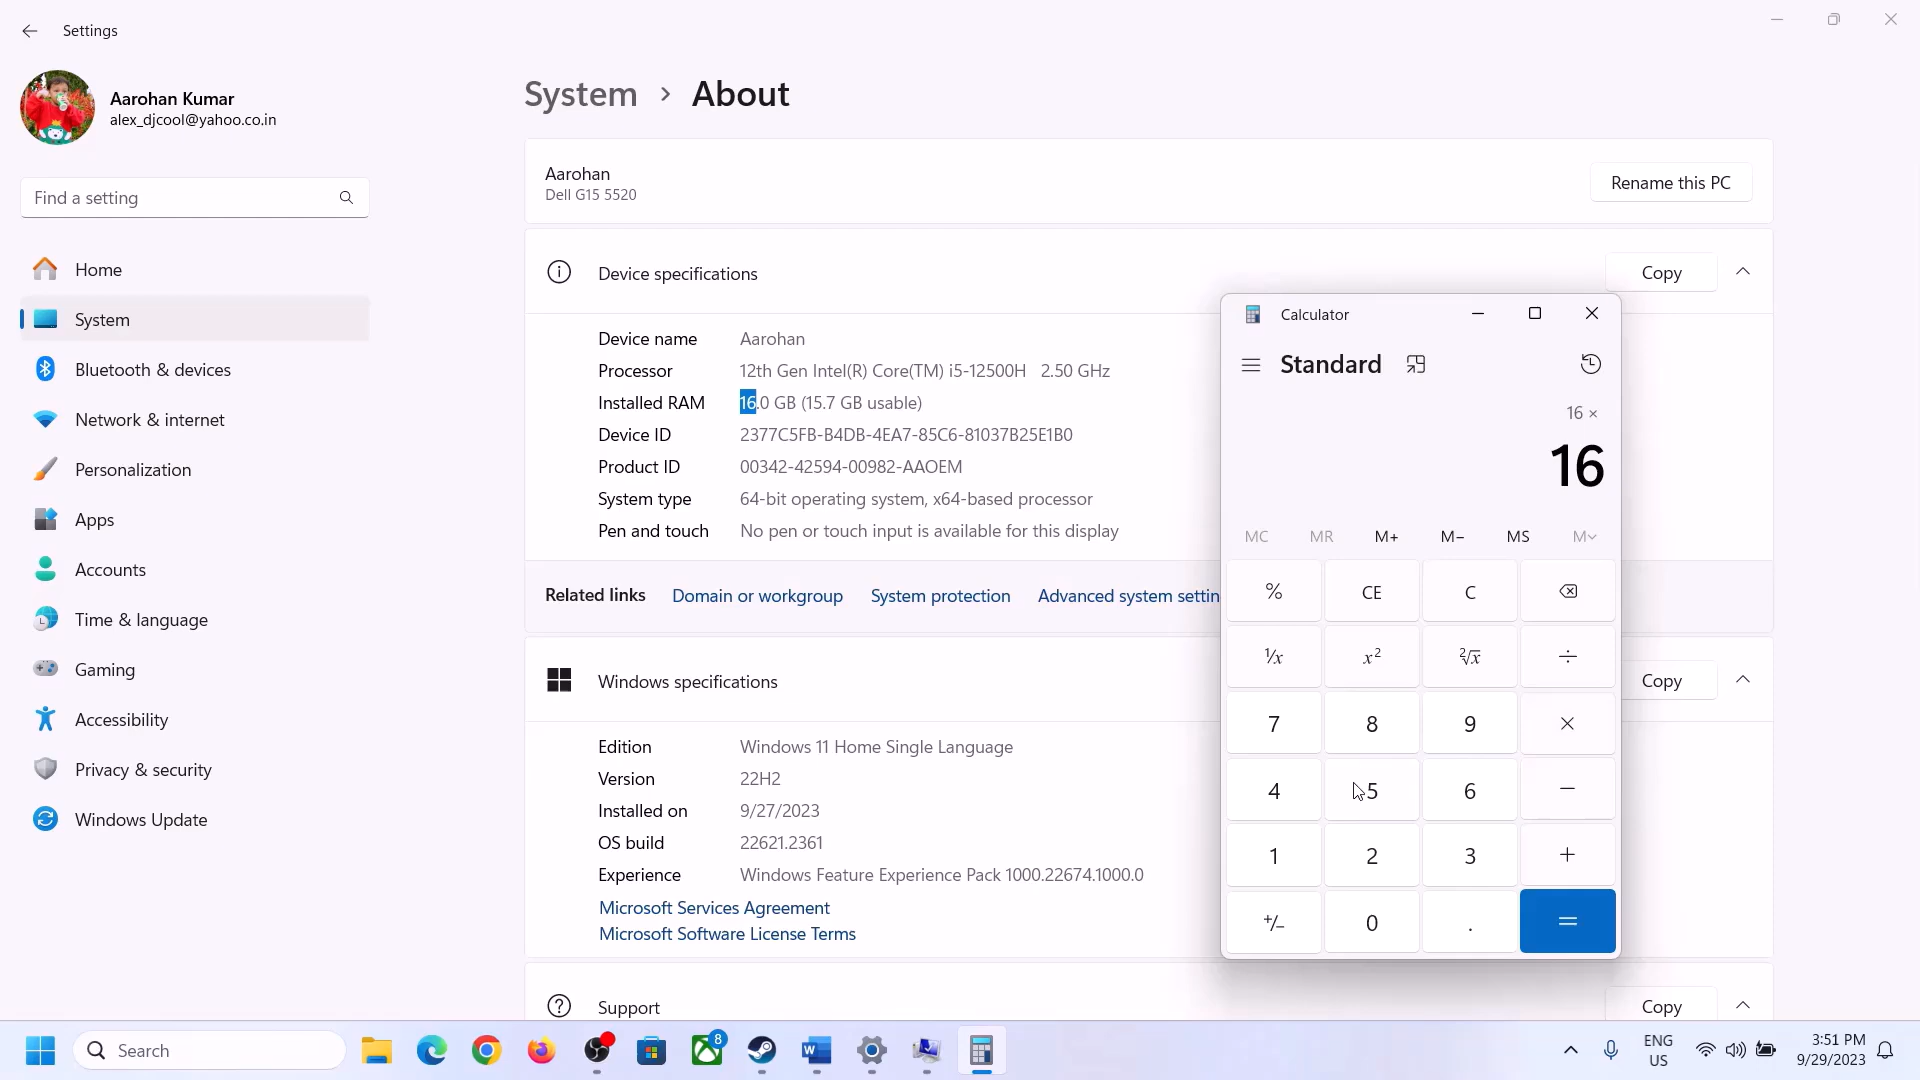 Settings
Aarohan Kumar
alex_djcool@yahoo.co.in
Find a setting
Home
System
Bluetooth & devices
Network & internet
Personalization
Apps
Accounts
Time & language
Gaming
Accessibility
Privacy & security
Windows Update
System > About
Aarohan
Dell G15 5520
Rename this PC
Device specifications
Copy
Device name Aarohan
Processor 12th Gen Intel(R) Core(TM) i5-12500H 2.50 GHz
Installed RAM 16.0 GB (15.7 GB usable)
Device ID 2377C5FB-B4DB-4EA7-85C6-81037B25E1B0
Product ID 00342-42594-00982-AAOEM
System type 64-bit operating system, x64-based processor
Pen and touch No pen or touch input is available for this display
Related links Domain or workgroup System protection Advanced system settin
Windows specifications
Copy
Edition Windows 11 Home Single Language
Version 22H2
Installed on 9/27/2023
OS build 22621.2361
Experience Windows Feature Experience Pack 1000.22674.1000.0
Microsoft Services Agreement
Microsoft Software License Terms
Support
Copy
Calculator
Standard
16 ×
16
MC MR M+ M− MS M
% CE C
¹⁄x x² ²√x ÷
7 8 9 ×
4 5 6 −
1 2 3 +
+/− 0 . =
Search
8
ENG
US
3:51 PM
9/29/2023